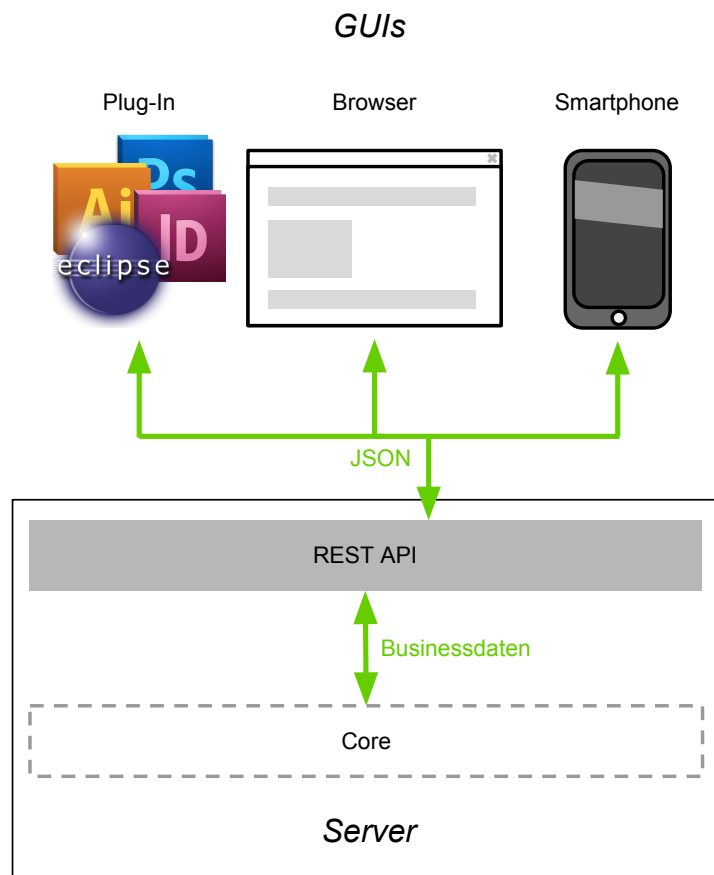 GUIs
Plug-In
Browser
Smartphone
Ps
Ai
ID
eclipse
JSON
REST API
Businessdaten
Core
Server